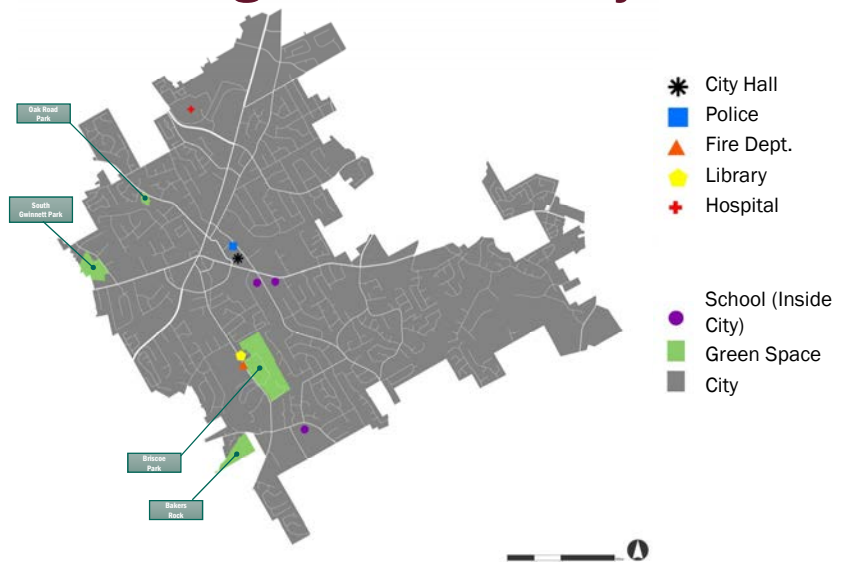 Oak Road
Park
South
Gwinnett Park
Briscoe
Park
Bakers
Rock
City Hall
Police
Fire Dept.
Library
Hospital
School (Inside
City)
Green Space
City